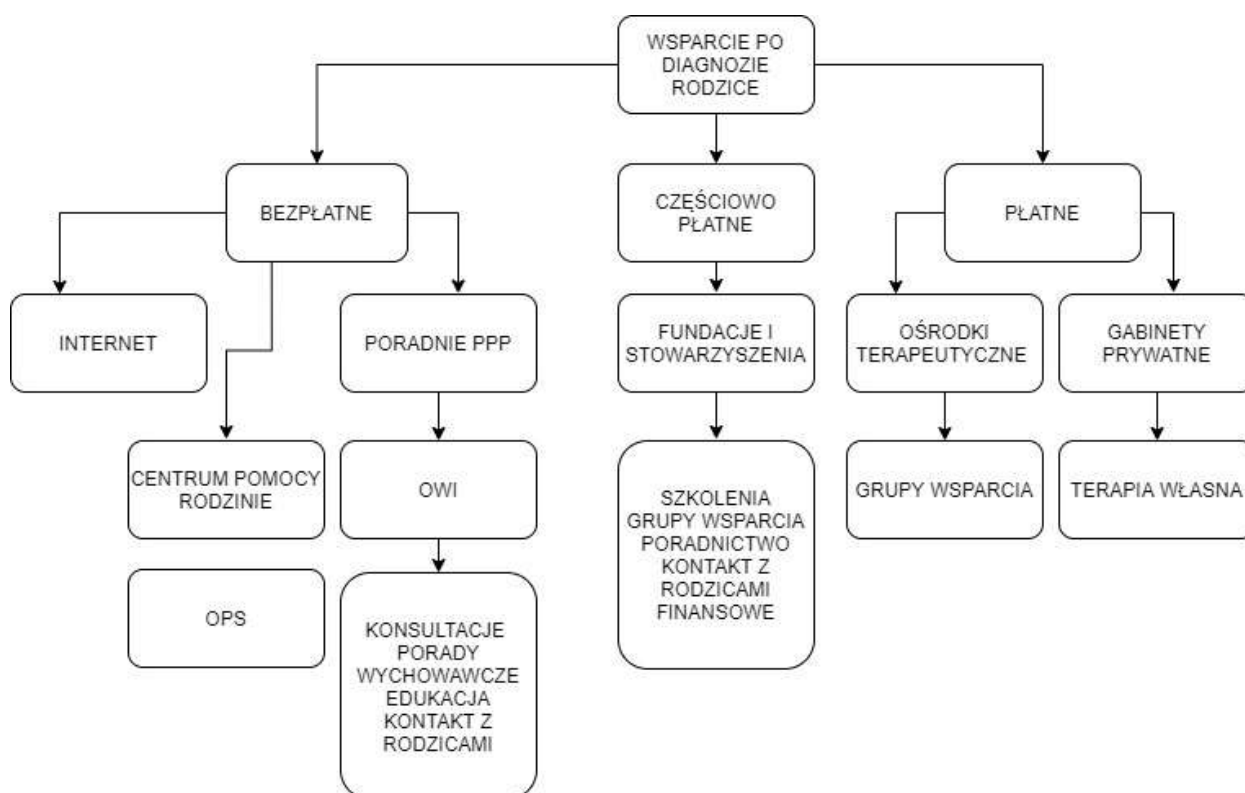 WSPARCIE PO
DIAGNOZIE
RODZICE
BEZPŁATNE
CZĘŚCIOWO
PŁATNE
PŁATNE
INTERNET
PORADNIE PPP
FUNDACJE I
STOWARZYSZENIA
OŚRODKI
TERAPEUTYCZNE
GABINETY
PRYWATNE
CENTRUM POMOCY
RODZINIE
OWI
SZKOLENIA
GRUPY WSPARCIA
PORADNICTWO
KONTAKT Z
RODZICAMI
FINANSOWE
GRUPY WSPARCIA
TERAPIA WŁASNA
OPS
KONSULTACJE
PORADY
WYCHOWAWCZE
EDUKACJA
KONTAKT Z
RODZICAMI